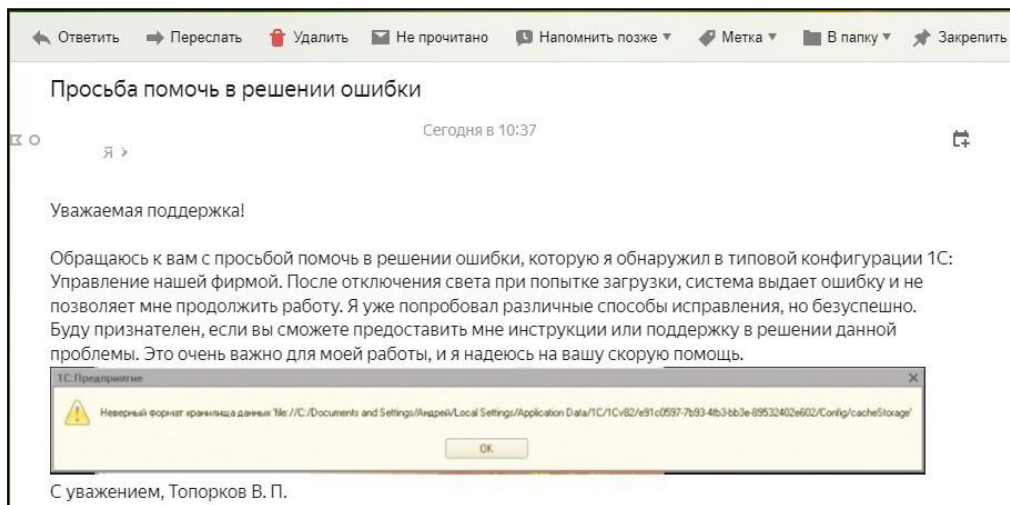 Ответить Переслать Удалить Не прочитано Напомнить позже Метка В папку Закрепить
Просьба помочь в решении ошибки
Сегодня в 10:37
Я
Уважаемая поддержка!
Обращаюсь к вам с просьбой помочь в решении ошибки, которую я обнаружил в типовой конфигурации 1С:
Управление нашей фирмой. После отключения света при попытке загрузки, система выдает ошибку и не
позволяет мне продолжить работу. Я уже попробовал различные способы исправления, но безуспешно.
Буду признателен, если вы сможете предоставить мне инструкции или поддержку в решении данной
проблемы. Это очень важно для моей работы, и я надеюсь на вашу скорую помощь.
1С:Предприятие
Неверный формат хранилища данных 'file://C:/Documents and Settings/Андрей/Local Settings/Application Data/1C/1Cv82/e91c0597-7b93-4fb3-bb3e-89532402e602/Config/cacheStorage'
OK
С уважением, Топорков В. П.